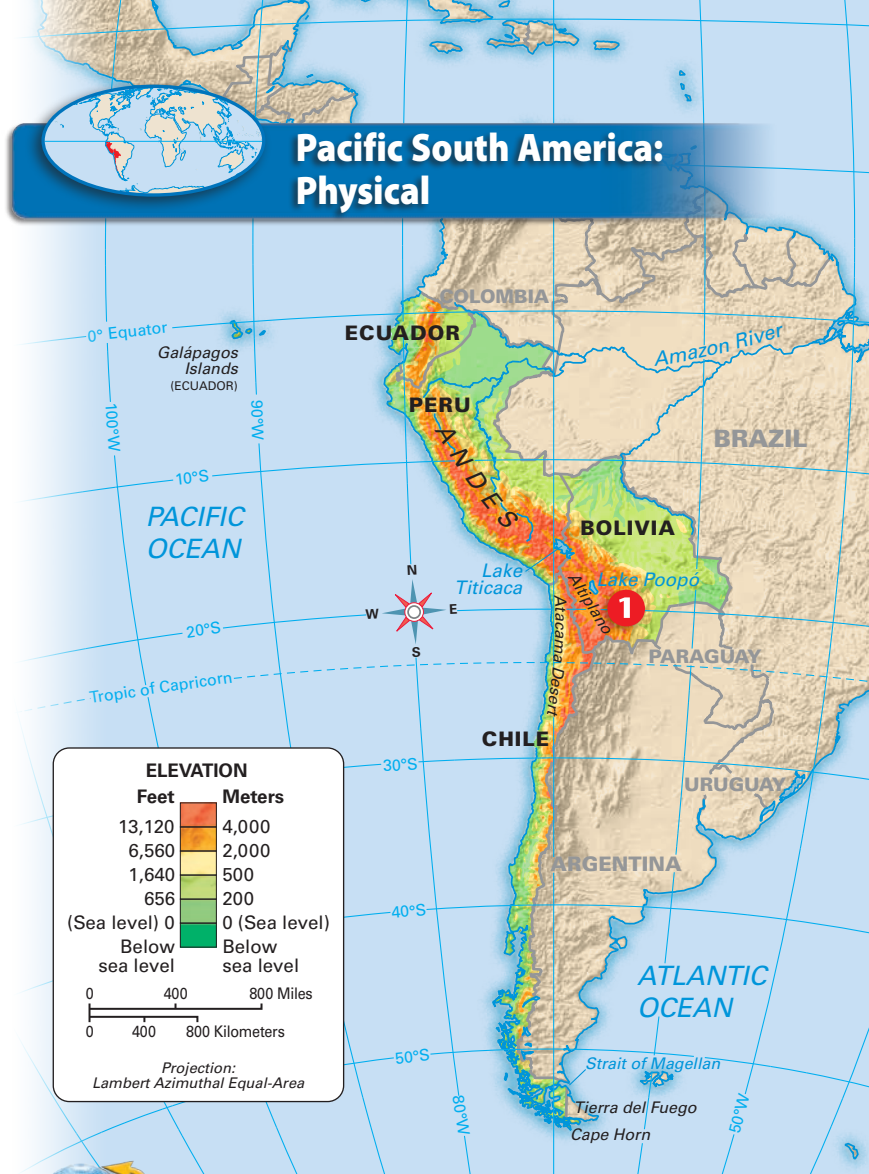 Pacific South America:
Physical
COLOMBIA
ECUADOR
0° Equator
Amazon River
Galápagos
Islands
(ECUADOR)
PERU
100°W
90°W
ANDES
BRAZIL
10°S
PACIFIC
OCEAN
BOLIVIA
N
W
E
S
Lake
Titicaca
Lake Poopó
Altiplano
1
Atacama Desert
20°S
PARAGUAY
Tropic of Capricorn
CHILE
30°S
URUGUAY
ELEVATION
Feet Meters
13,120 4,000
6,560 2,000
1,640 500
656 200
(Sea level) 0 0 (Sea level)
Below Below
sea level sea level
0 400 800 Miles
0 400 800 Kilometers
Projection:
Lambert Azimuthal Equal-Area
ARGENTINA
40°S
ATLANTIC
OCEAN
50°S
Strait of Magellan
80°W
50°W
Tierra del Fuego
Cape Horn